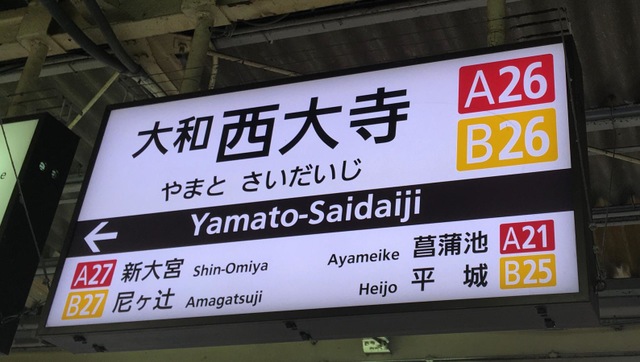 大和西大寺 A26
B26
やまと さいだいじ
Yamato-Saidaiji
A27 新大宮 Shin-Omiya
B27 尼ヶ辻 Amagatsuji
Ayameike 菖蒲池 A21
Heijo 平城 B25